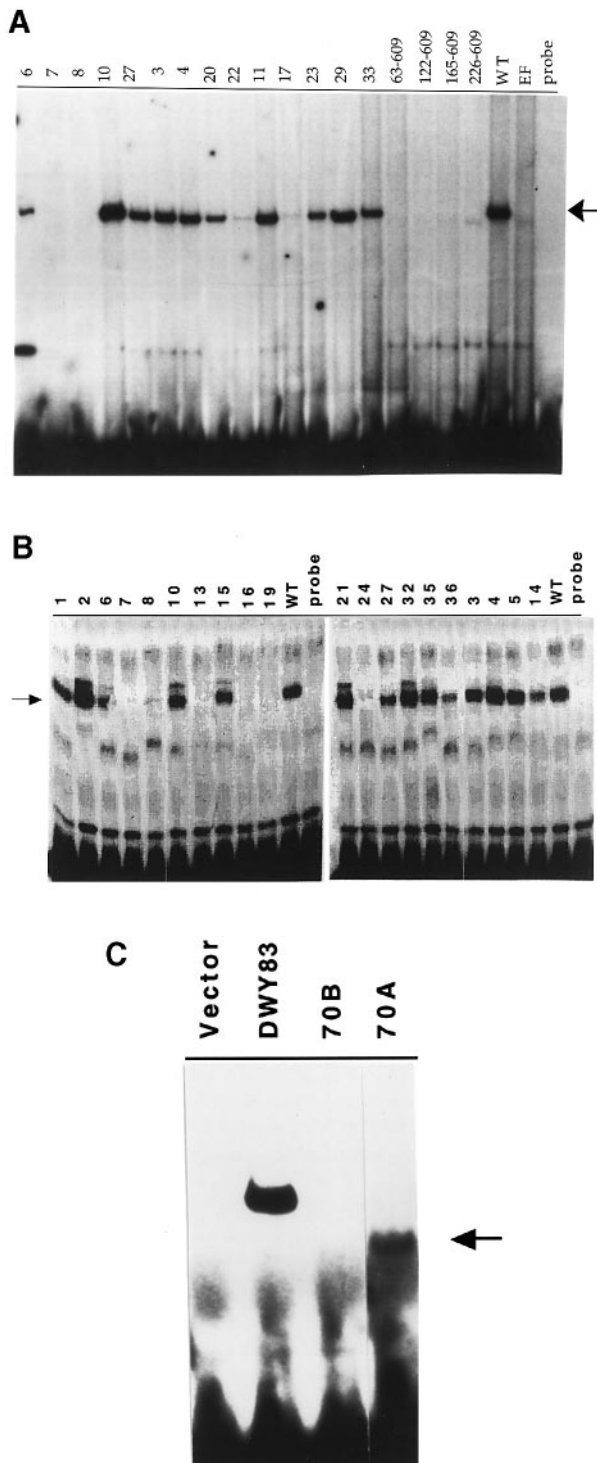 A
6 7 8 10 27 3 4 20 22 11 17 23 29 33 63-609 122-609 165-609 226-609 WT EF probe
B
1 2 6 7 8 10 13 15 16 19 WT probe 21 24 27 32 35 36 3 4 5 14 WT probe
C
Vector DWY83 70B 70A